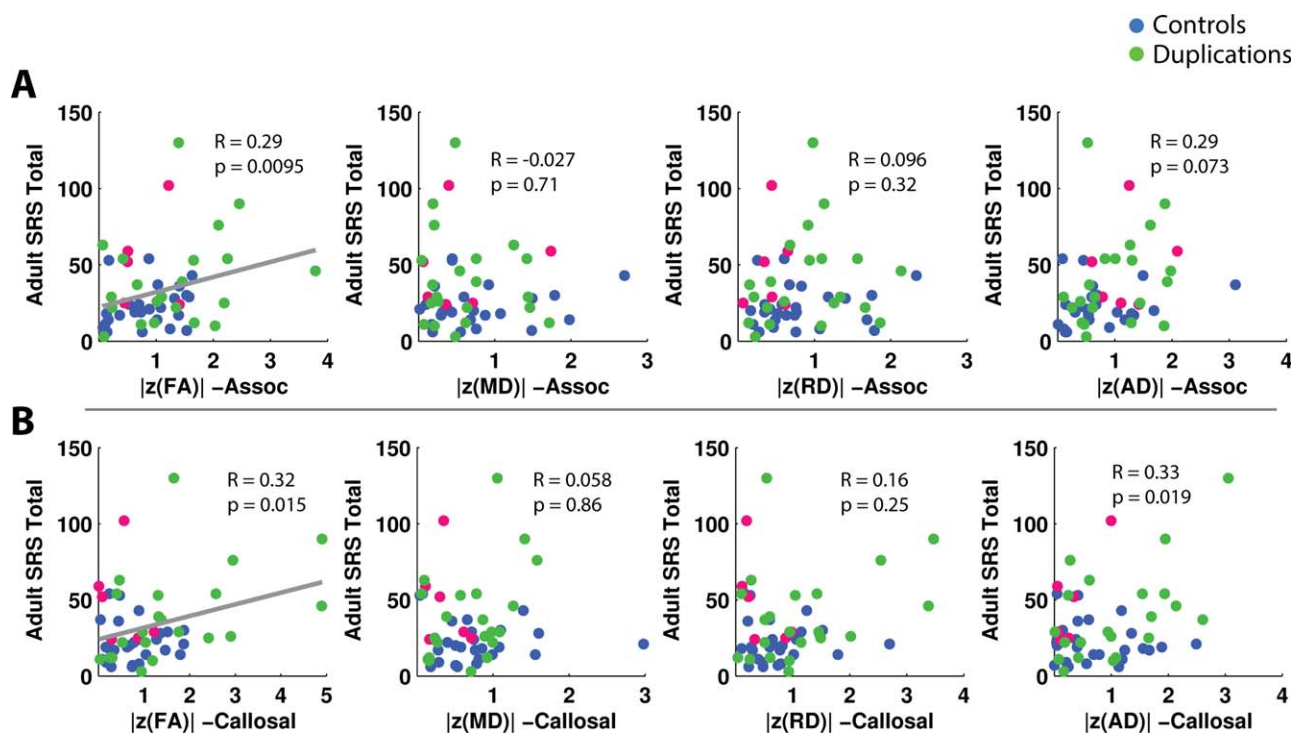 Controls
Duplications
A
150
100
50
0
Adult SRS Total
R = 0.29
p = 0.0095
1 2 3 4
|z(FA)| –Assoc
150
100
50
0
Adult SRS Total
R = -0.027
p = 0.71
1 2 3
|z(MD)| –Assoc
150
100
50
0
Adult SRS Total
R = 0.096
p = 0.32
1 2 3
|z(RD)| –Assoc
150
100
50
0
Adult SRS Total
R = 0.29
p = 0.073
1 2 3 4
|z(AD)| –Assoc
B
150
100
50
0
Adult SRS Total
R = 0.32
p = 0.015
1 2 3 4 5
|z(FA)| –Callosal
150
100
50
0
Adult SRS Total
R = 0.058
p = 0.86
1 2 3
|z(MD)| –Callosal
150
100
50
0
Adult SRS Total
R = 0.16
p = 0.25
1 2 3 4
|z(RD)| –Callosal
150
100
50
0
Adult SRS Total
R = 0.33
p = 0.019
1 2 3 4
|z(AD)| –Callosal